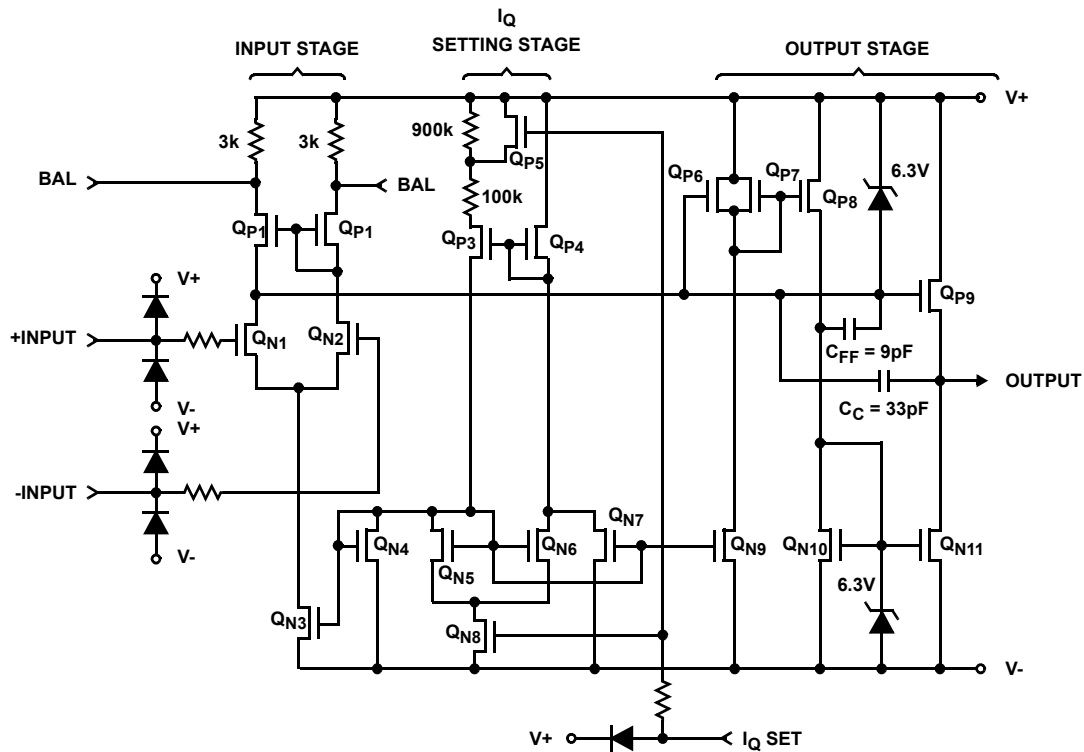 I_Q
INPUT STAGE
SETTING STAGE
OUTPUT STAGE
V+
3k
3k
900k
Q_P5
BAL
BAL
100k
Q_P6
Q_P7
Q_P8
6.3V
Q_P1
Q_P1
Q_P3
Q_P4
V+
Q_P9
+INPUT
Q_N1
Q_N2
C_FF = 9pF
OUTPUT
V-
C_C = 33pF
V+
-INPUT
V-
Q_N7
Q_N4
Q_N5
Q_N6
Q_N9
Q_N10
Q_N11
6.3V
Q_N3
Q_N8
V-
V+
I_Q SET